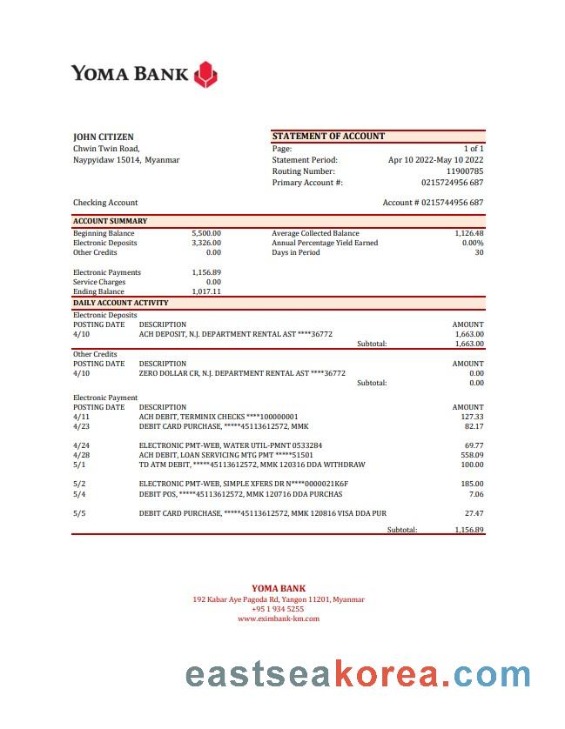 YOMA BANK
JOHN CITIZEN
Chwin Twin Road,
Naypyidaw 15014, Myanmar
STATEMENT OF ACCOUNT
Page: 1 of 1
Statement Period: Apr 10 2022-May 10 2022
Routing Number: 11900785
Primary Account #: 0215724956 687
Checking Account Account # 0215744956 687
ACCOUNT SUMMARY
Beginning Balance 5,500.00 Average Collected Balance 1,126.48
Electronic Deposits 3,326.00 Annual Percentage Yield Earned 0.00%
Other Credits 0.00 Days in Period 30
Electronic Payments 1,156.89
Service Charges 0.00
Ending Balance 1,017.11
DAILY ACCOUNT ACTIVITY
Electronic Deposits
POSTING DATE DESCRIPTION AMOUNT
4/10 ACH DEPOSIT, N.J. DEPARTMENT RENTAL AST ****36772 1,663.00
Subtotal: 1,663.00
Other Credits
POSTING DATE DESCRIPTION AMOUNT
4/10 ZERO DOLLAR CR, N.J. DEPARTMENT RENTAL AST ****36772 0.00
Subtotal: 0.00
Electronic Payment
POSTING DATE DESCRIPTION AMOUNT
4/11 ACH DEBIT, TERMINIX CHECKS ****100000001 127.33
4/23 DEBIT CARD PURCHASE, *****45113612572, MMK 82.17
4/24 ELECTRONIC PMT-WEB, WATER UTIL-PMNT 0533284 69.77
4/28 ACH DEBIT, LOAN SERVICING MTG PMT *****51501 558.09
5/1 TD ATM DEBIT, *****45113612572, MMK 120316 DDA WITHDRAW 100.00
5/2 ELECTRONIC PMT-WEB, SIMPLE XFERS DR N****0000021K6F 185.00
5/4 DEBIT POS, *****45113612572, MMK 120716 DDA PURCHAS 7.06
5/5 DEBIT CARD PURCHASE, *****45113612572, MMK 120816 VISA DDA PUR 27.47
Subtotal: 1,156.89
YOMA BANK
192 Kabar Aye Pagoda Rd, Yangon 11201, Myanmar
+95 1 934 5255
www.eximbank-km.com
eastseakorea.com